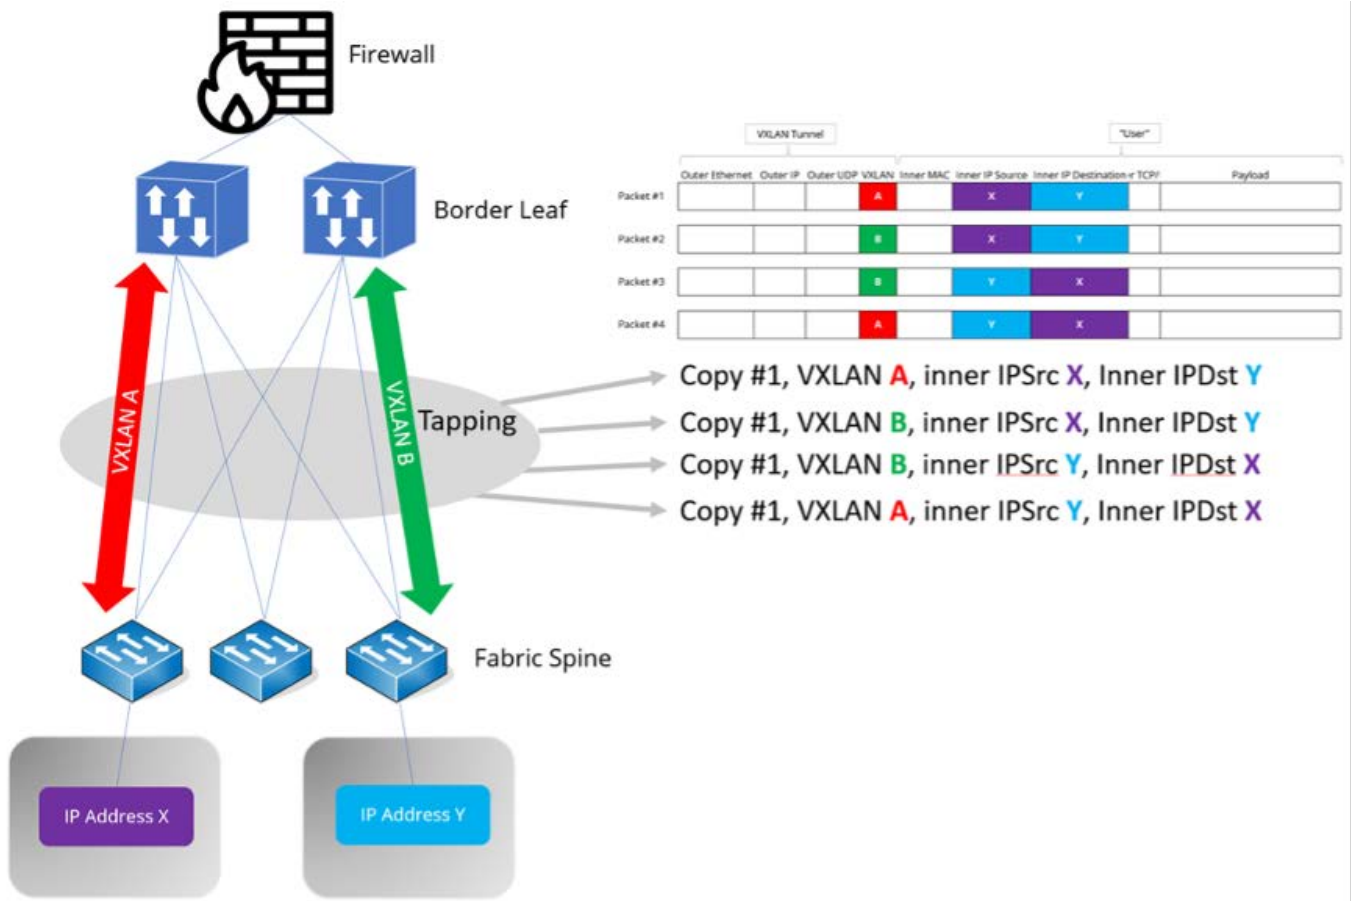 Firewall
Border Leaf
VXLAN A
VXLAN B
Tapping
Fabric Spine
IP Address X
IP Address Y
VXLAN Tunnel
"User"
Outer Ethernet Outer IP Outer UDP VXLAN Inner MAC Inner IP Source Inner IP Destination r TCP/ Payload
Packet #1 A X Y
Packet #2 B X Y
Packet #3 B Y X
Packet #4 A Y X
Copy #1, VXLAN A, inner IPSrc X, Inner IPDst Y
Copy #1, VXLAN B, inner IPSrc X, Inner IPDst Y
Copy #1, VXLAN B, inner IPSrc Y, Inner IPDst X
Copy #1, VXLAN A, inner IPSrc Y, Inner IPDst X